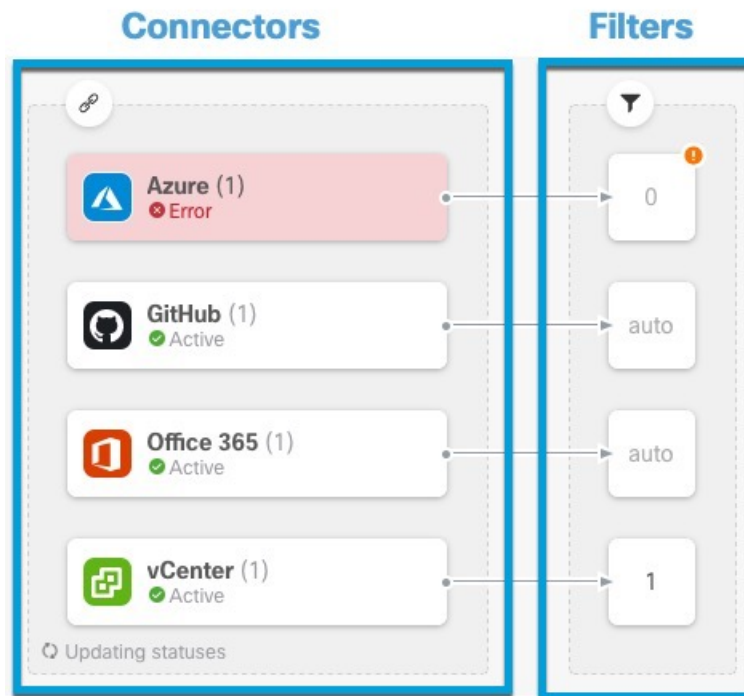 Connectors
Filters
Azure (1)
Error
0
GitHub (1)
Active
auto
Office 365 (1)
Active
auto
vCenter (1)
Active
1
Updating statuses